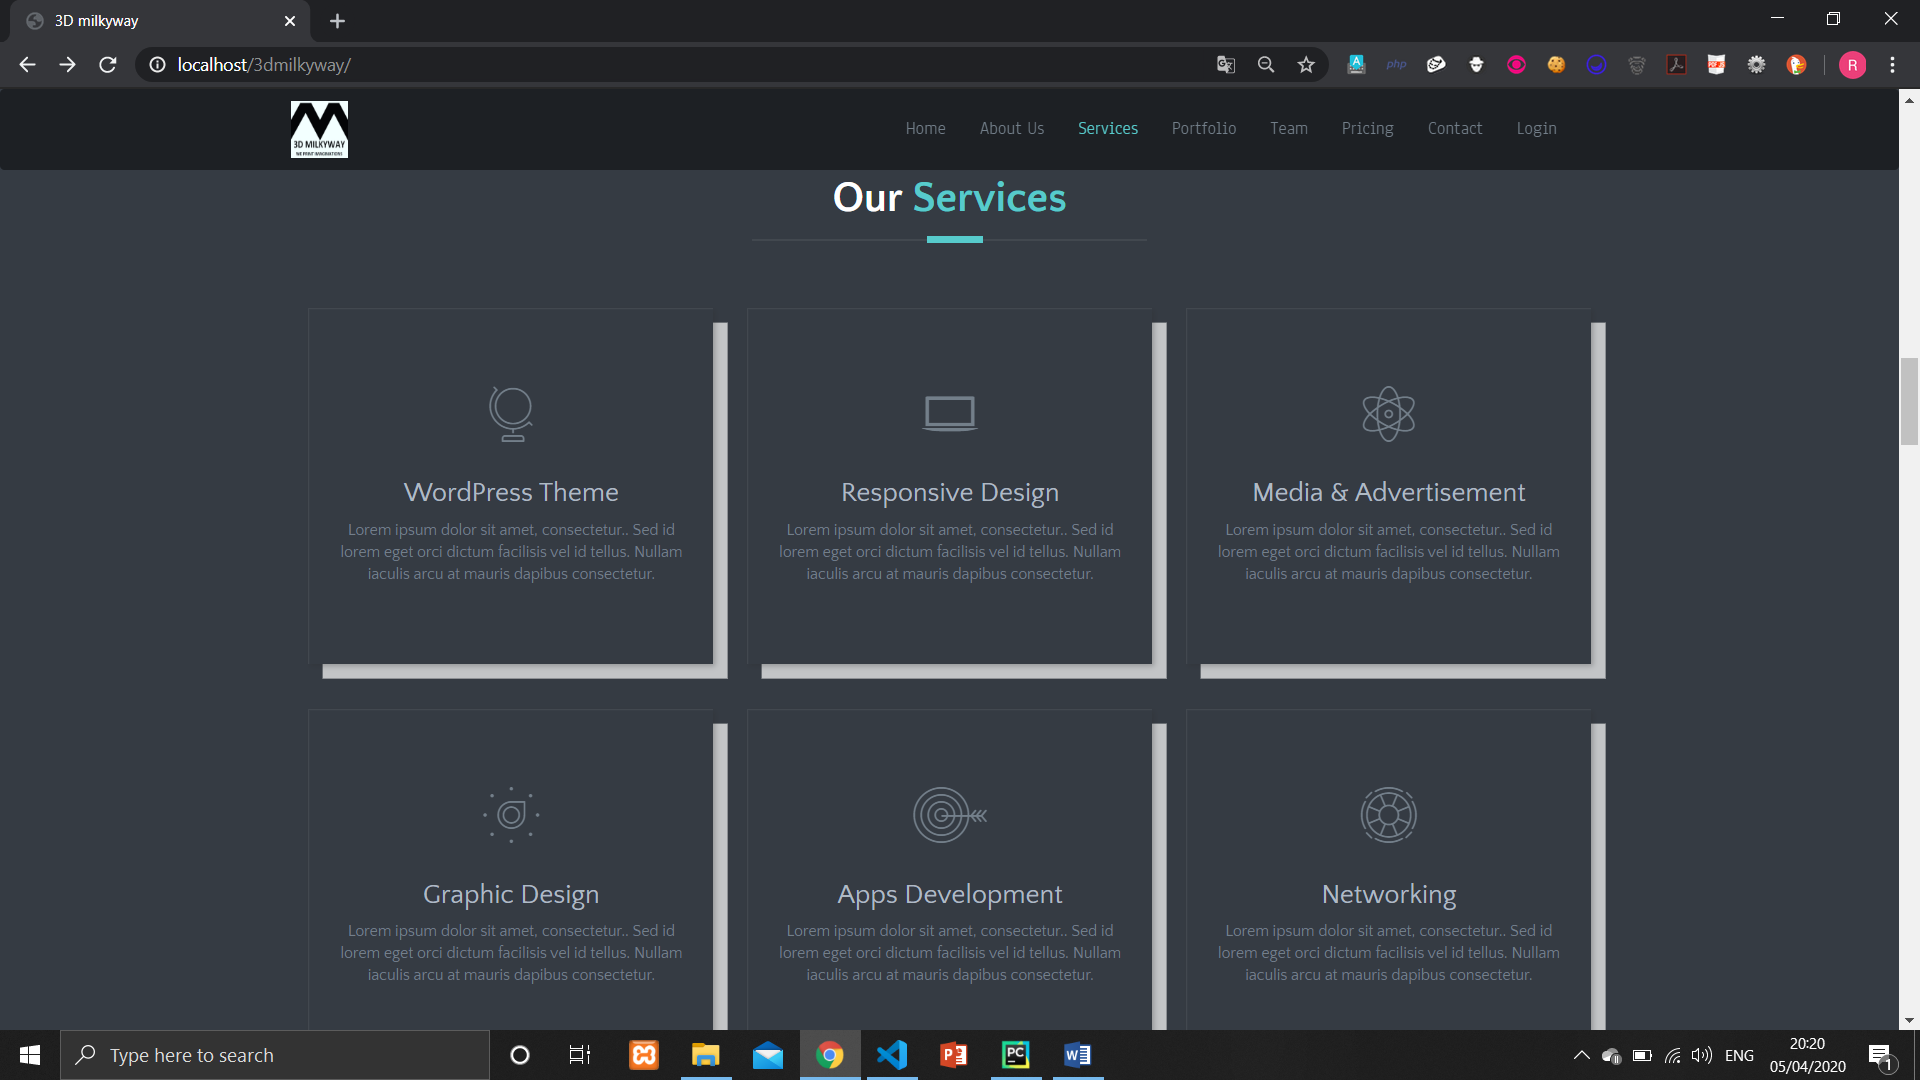 3D milkyway
localhost/3dmilkyway/
php
R
3D MILKYWAY
WE PRINT IMAGINATIONS
Home About Us Services Portfolio Team Pricing Contact Login
Our Services
WordPress Theme
Lorem ipsum dolor sit amet, consectetur.. Sed id
lorem eget orci dictum facilisis vel id tellus. Nullam
iaculis arcu at mauris dapibus consectetur.
Responsive Design
Lorem ipsum dolor sit amet, consectetur.. Sed id
lorem eget orci dictum facilisis vel id tellus. Nullam
iaculis arcu at mauris dapibus consectetur.
Media & Advertisement
Lorem ipsum dolor sit amet, consectetur.. Sed id
lorem eget orci dictum facilisis vel id tellus. Nullam
iaculis arcu at mauris dapibus consectetur.
Graphic Design
Lorem ipsum dolor sit amet, consectetur.. Sed id
lorem eget orci dictum facilisis vel id tellus. Nullam
iaculis arcu at mauris dapibus consectetur.
Apps Development
Lorem ipsum dolor sit amet, consectetur.. Sed id
lorem eget orci dictum facilisis vel id tellus. Nullam
iaculis arcu at mauris dapibus consectetur.
Networking
Lorem ipsum dolor sit amet, consectetur.. Sed id
lorem eget orci dictum facilisis vel id tellus. Nullam
iaculis arcu at mauris dapibus consectetur.
Type here to search
ENG
20:20
05/04/2020
1